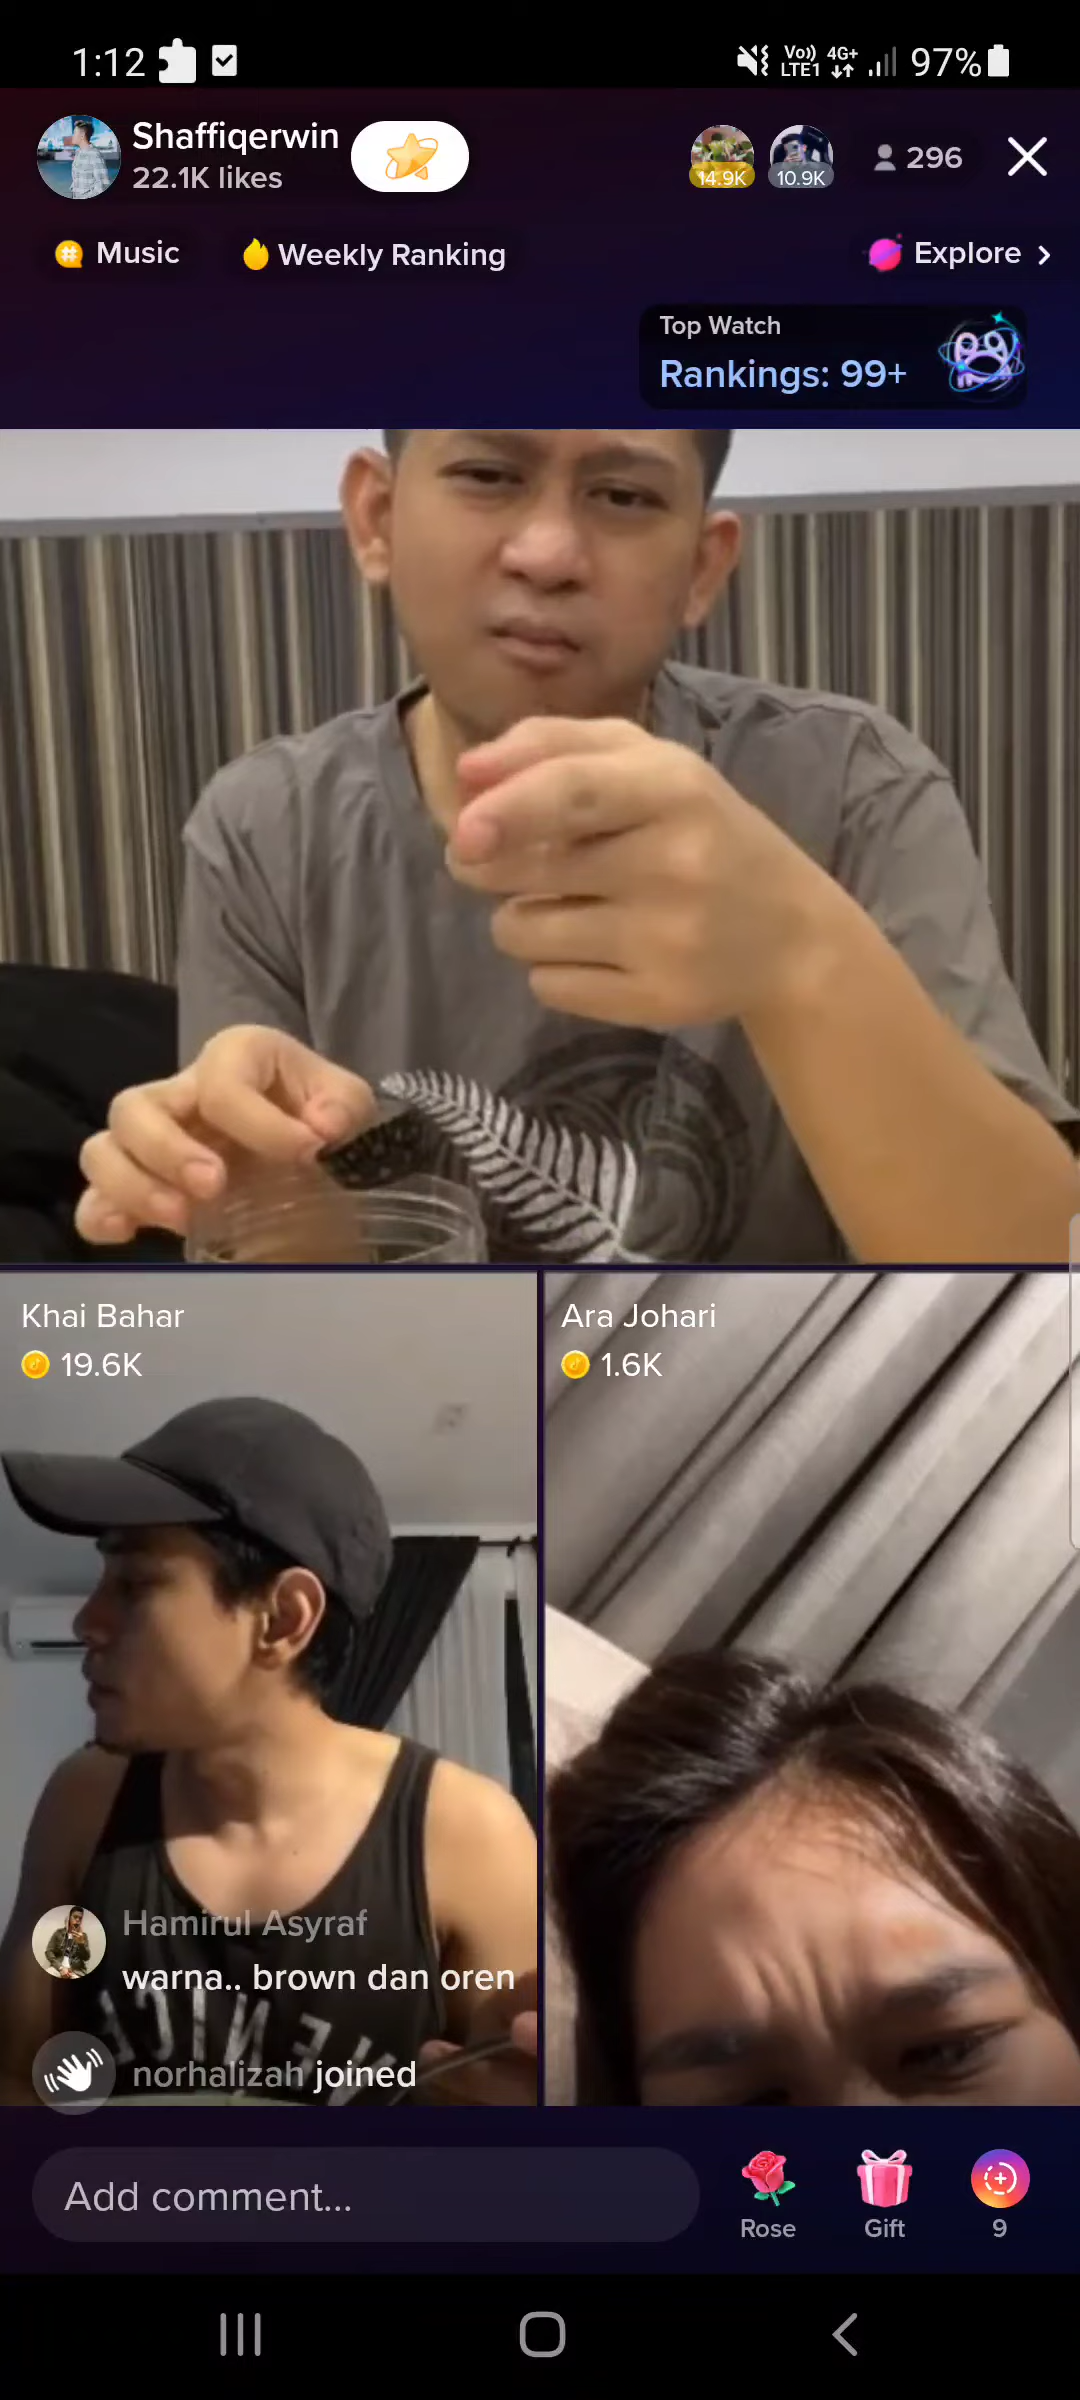 1:12
Vo)) LTE1 4G+ 97%
Shaffiqerwin
22.1K likes
14.9K
10.9K
296
Music
Weekly Ranking
Explore
Top Watch
Rankings: 99+
Khai Bahar
19.6K
Ara Johari
1.6K
Hamirul Asyraf
warna.. brown dan oren
norhalizah joined
Add comment...
Rose
Gift
9